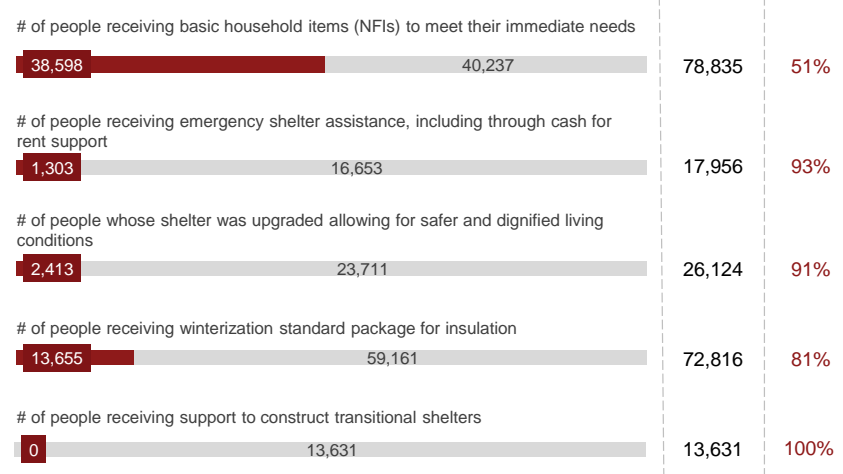 # of people receiving basic household items (NFIs) to meet their immediate needs
38,598 40,237 78,835 51%
# of people receiving emergency shelter assistance, including through cash for
rent support
1,303 16,653 17,956 93%
# of people whose shelter was upgraded allowing for safer and dignified living
conditions
2,413 23,711 26,124 91%
# of people receiving winterization standard package for insulation
13,655 59,161 72,816 81%
# of people receiving support to construct transitional shelters
0 13,631 13,631 100%